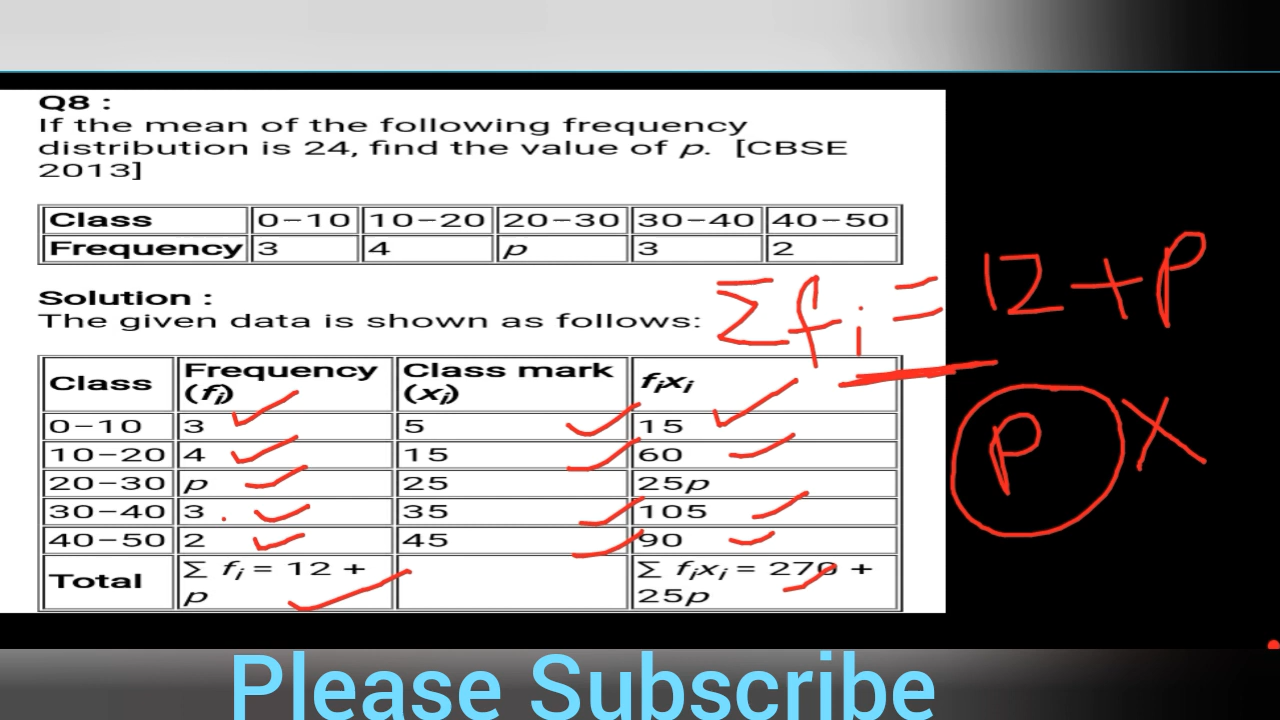 Q8 :
If the mean of the following frequency
distribution is 24, find the value of p. [CBSE
2013]
Class 0−10 10−20 20−30 30−40 40−50
Frequency 3 4 p 3 2
Solution :
The given data is shown as follows:
Σfi = 12 + P
Class Frequency (fi) Class mark (xi) fixi
0−10 3 5 15
10−20 4 15 60
20−30 p 25 25p
30−40 3 35 105
40−50 2 45 90
Total Σ fi = 12 + p Σ fixi = 270 + 25p
P X
Please Subscribe